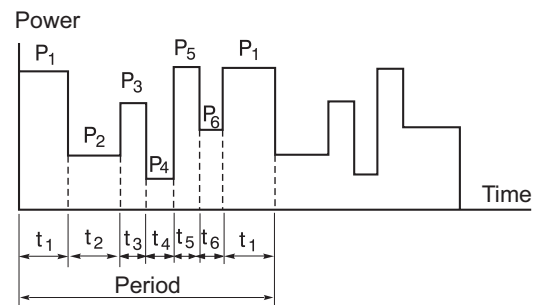 Power
P5 P1
P1
P3
P2 P6
P4
Time
t1 t2 t3 t4 t5 t6 t1
Period